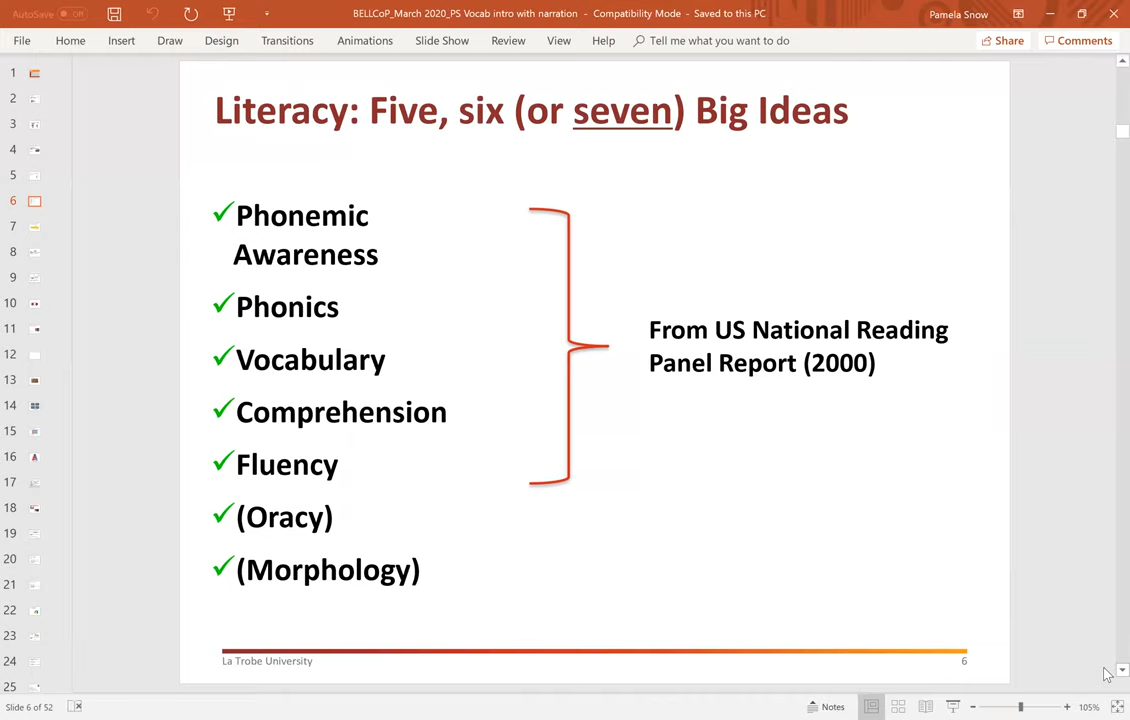 AutoSave Off
BELLCoP_March 2020_PS Vocab intro with narration - Compatibility Mode - Saved to this PC
Pamela Snow
File Home Insert Draw Design Transitions Animations Slide Show Review View Help Tell me what you want to do Share Comments
1
2
3
4
5
6
7
8
9
10
11
12
13
14
15
16
17
18
19
20
21
22
23
24
25
Literacy: Five, six (or seven) Big Ideas
✓Phonemic
Awareness
✓Phonics
✓Vocabulary
✓Comprehension
✓Fluency
✓(Oracy)
✓(Morphology)
From US National Reading
Panel Report (2000)
La Trobe University 6
Slide 6 of 52 Notes 105%